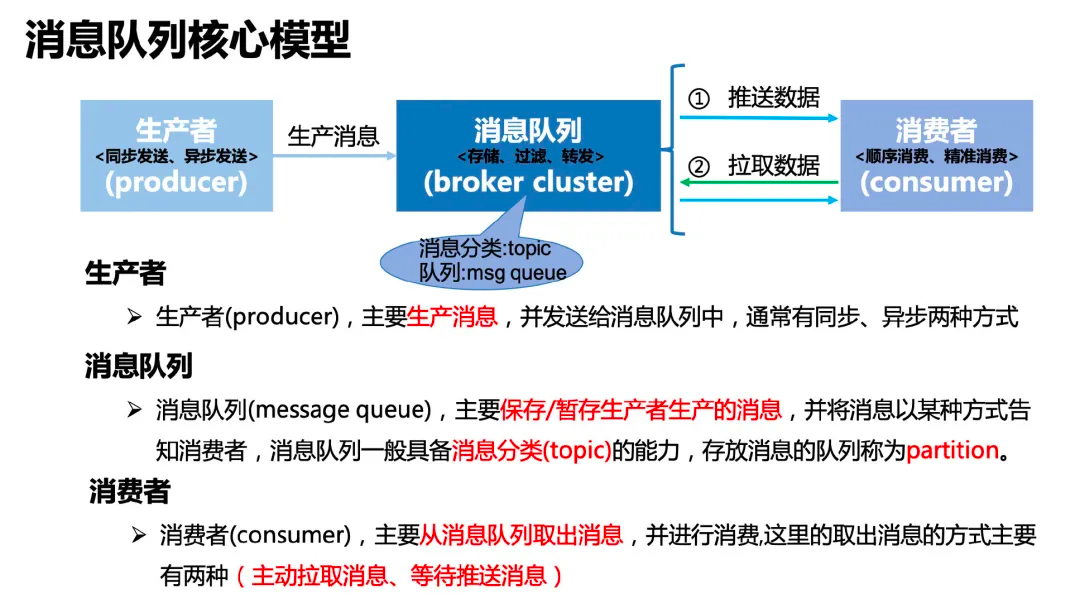 消息队列核心模型
生产者
<同步发送、异步发送>
(producer)
生产消息
消息队列
<存储、过滤、转发>
(broker cluster)
① 推送数据
② 拉取数据
消费者
<顺序消费、精准消费>
(consumer)
消息分类:topic
队列:msg queue
生产者
➢ 生产者(producer)，主要生产消息，并发送给消息队列中，通常有同步、异步两种方式
消息队列
➢ 消息队列(message queue)，主要保存/暂存生产者生产的消息，并将消息以某种方式告
知消费者，消息队列一般具备消息分类(topic)的能力，存放消息的队列称为partition。
消费者
➢ 消费者(consumer)，主要从消息队列取出消息，并进行消费,这里的取出消息的方式主要
有两种（主动拉取消息、等待推送消息）